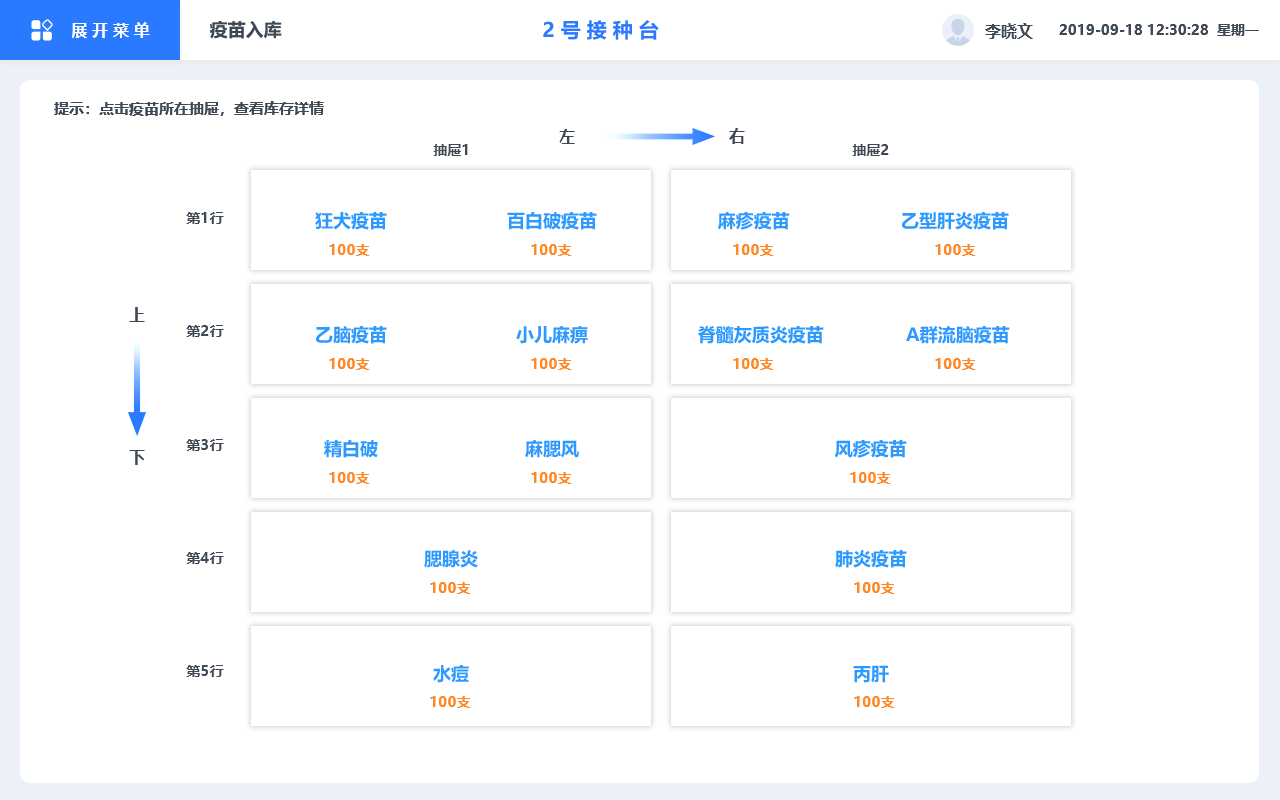 展开菜单 疫苗入库 2号接种台 李晓文 2019-09-18 12:30:28 星期一
提示：点击疫苗所在抽屉，查看库存详情
左 右
抽屉1 抽屉2
第1行 狂犬疫苗 百白破疫苗 麻疹疫苗 乙型肝炎疫苗
100支 100支 100支 100支
上
第2行 乙脑疫苗 小儿麻痹 脊髓灰质炎疫苗 A群流脑疫苗
100支 100支 100支 100支
第3行 精白破 麻腮风 风疹疫苗
下
100支 100支 100支
第4行 腮腺炎 肺炎疫苗
100支 100支
第5行 水痘 丙肝
100支 100支